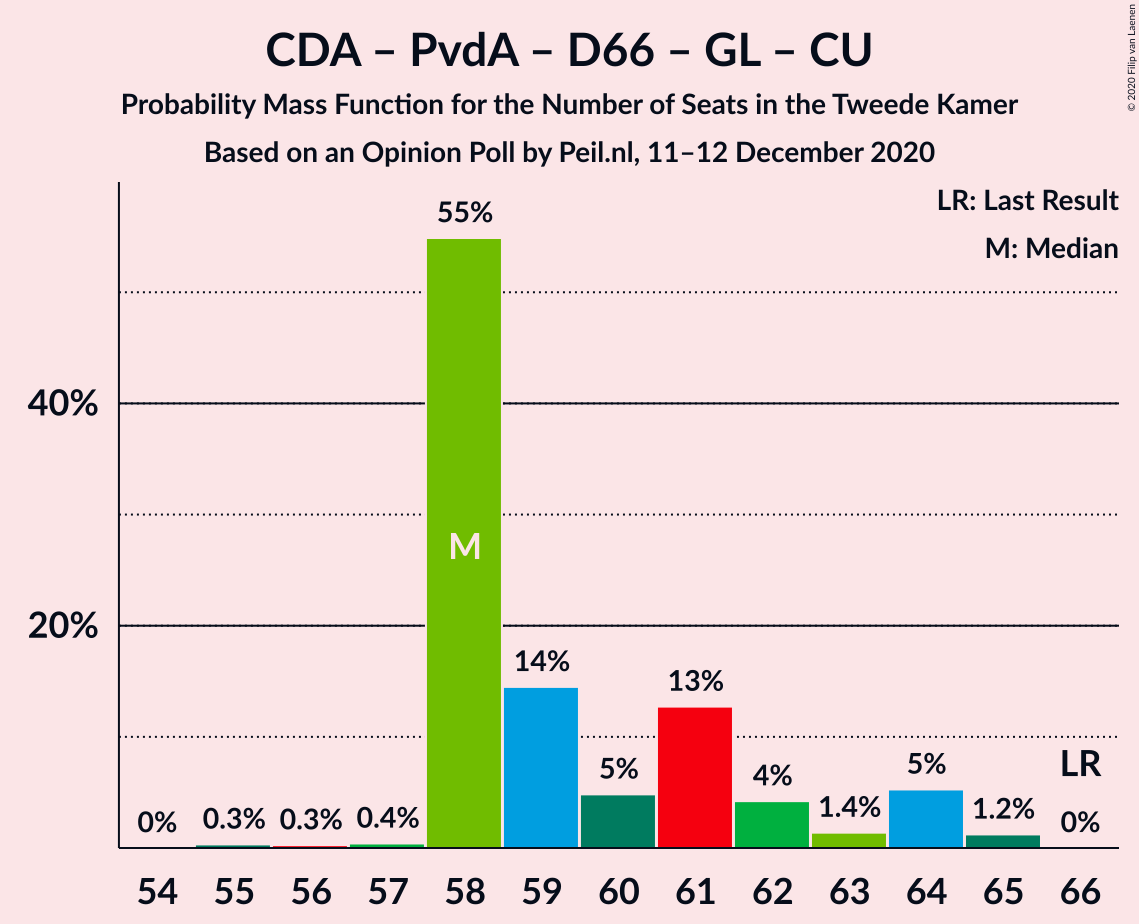 CDA – PvdA – D66 – GL – CU
Probability Mass Function for the Number of Seats in the Tweede Kamer
Based on an Opinion Poll by Peil.nl, 11–12 December 2020
© 2020 Filip van Laenen
LR: Last Result
M: Median
55%
40%
M
20%
14%
13%
5%
4%
5%
LR
0%
0.3%
0.3%
0.4%
1.4%
1.2%
0%
54 55 56 57 58 59 60 61 62 63 64 65 66